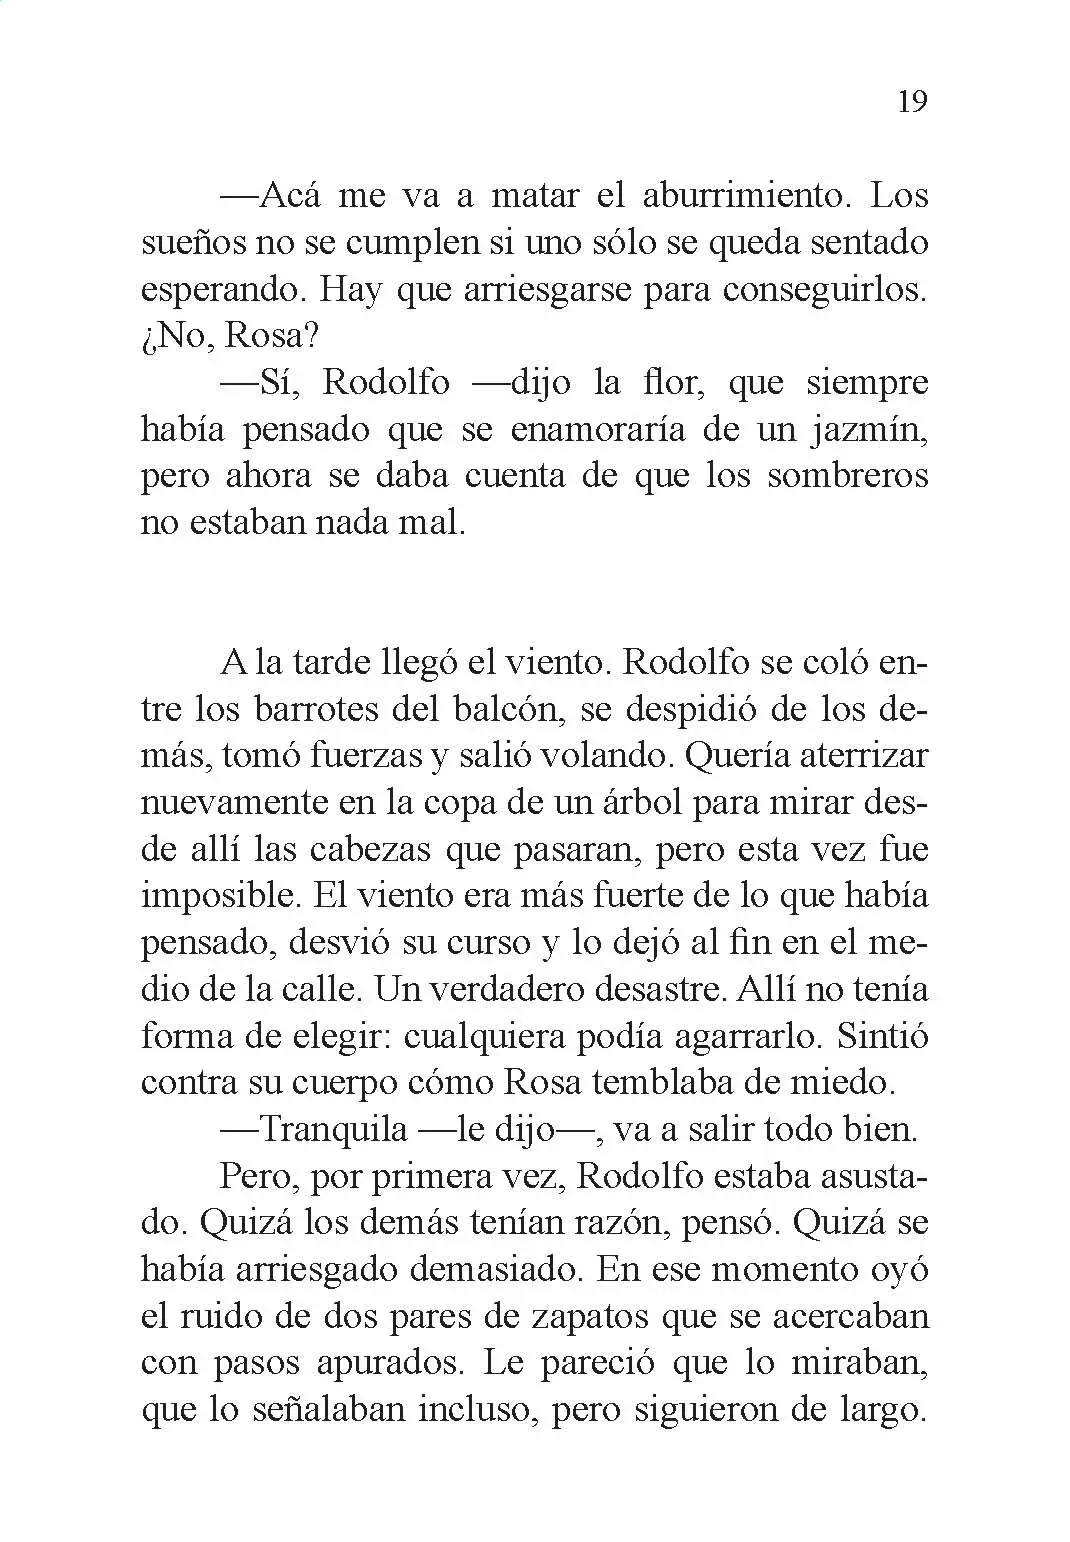 19
—Acá me va a matar el aburrimiento. Los
sueños no se cumplen si uno sólo se queda sentado
esperando. Hay que arriesgarse para conseguirlos.
¿No, Rosa?
—Sí, Rodolfo —dijo la flor, que siempre
había pensado que se enamoraría de un jazmín,
pero ahora se daba cuenta de que los sombreros
no estaban nada mal.
A la tarde llegó el viento. Rodolfo se coló en-
tre los barrotes del balcón, se despidió de los de-
más, tomó fuerzas y salió volando. Quería aterrizar
nuevamente en la copa de un árbol para mirar des-
de allí las cabezas que pasaran, pero esta vez fue
imposible. El viento era más fuerte de lo que había
pensado, desvió su curso y lo dejó al fin en el me-
dio de la calle. Un verdadero desastre. Allí no tenía
forma de elegir: cualquiera podía agarrarlo. Sintió
contra su cuerpo cómo Rosa temblaba de miedo.
—Tranquila —le dijo—, va a salir todo bien.
Pero, por primera vez, Rodolfo estaba asusta-
do. Quizá los demás tenían razón, pensó. Quizá se
había arriesgado demasiado. En ese momento oyó
el ruido de dos pares de zapatos que se acercaban
con pasos apurados. Le pareció que lo miraban,
que lo señalaban incluso, pero siguieron de largo.